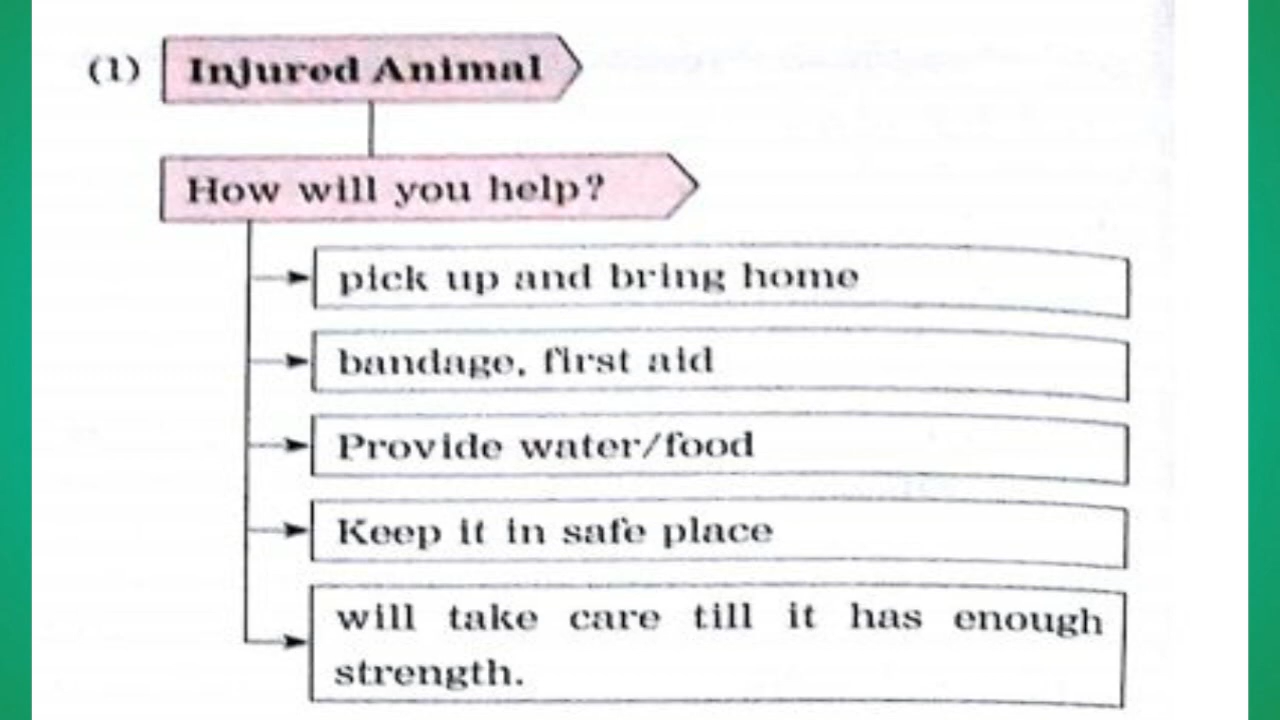 (1) Injured Animal
How will you help?
pick up and bring home
bandage, first aid
Provide water/food
Keep it in safe place
will take care till it has enough
strength.